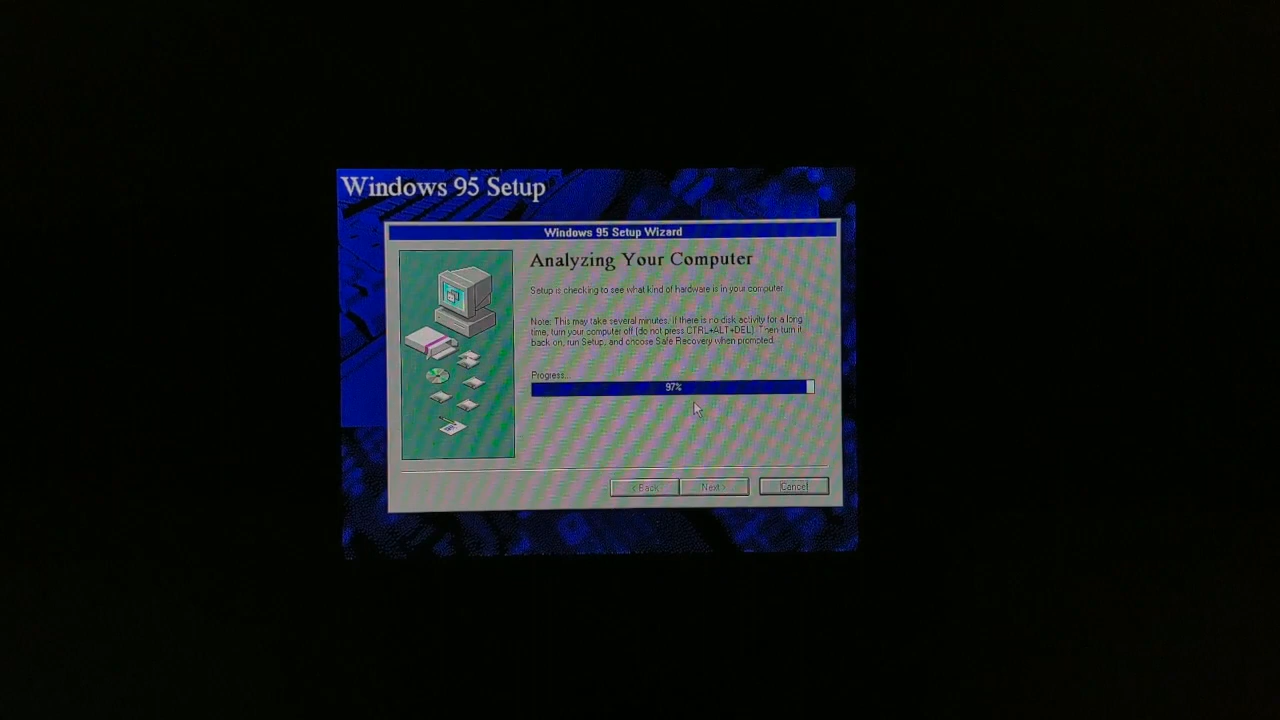 Windows 95 Setup
Windows 95 Setup Wizard
Analyzing Your Computer
Setup is checking to see what kind of hardware is in your computer.
Note: This may take several minutes. If there is no disk activity for a long
time, turn your computer off (do not press CTRL+ALT+DEL). Then turn it
back on, run Setup, and choose Safe Recovery when prompted.
Progress...
97%
< Back
Next >
Cancel